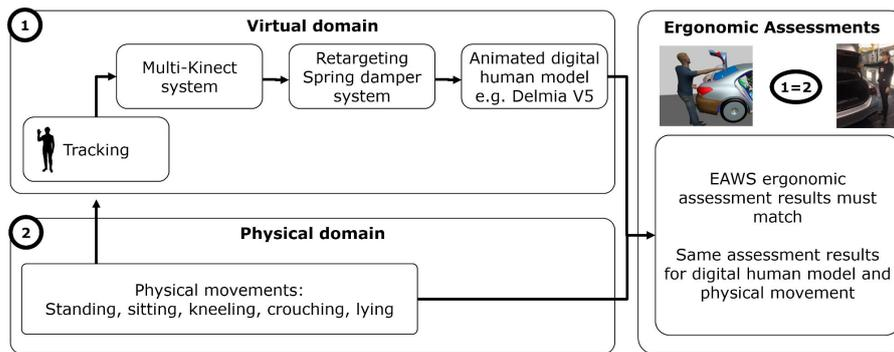 1
Virtual domain
Multi-Kinect
system
Retargeting
Spring damper
system
Animated digital
human model
e.g. Delmia V5
Tracking
2
Physical domain
Physical movements:
Standing, sitting, kneeling, crouching, lying
Ergonomic Assessments
1=2
EAWS ergonomic
assessment results must
match
Same assessment results
for digital human model and
physical movement